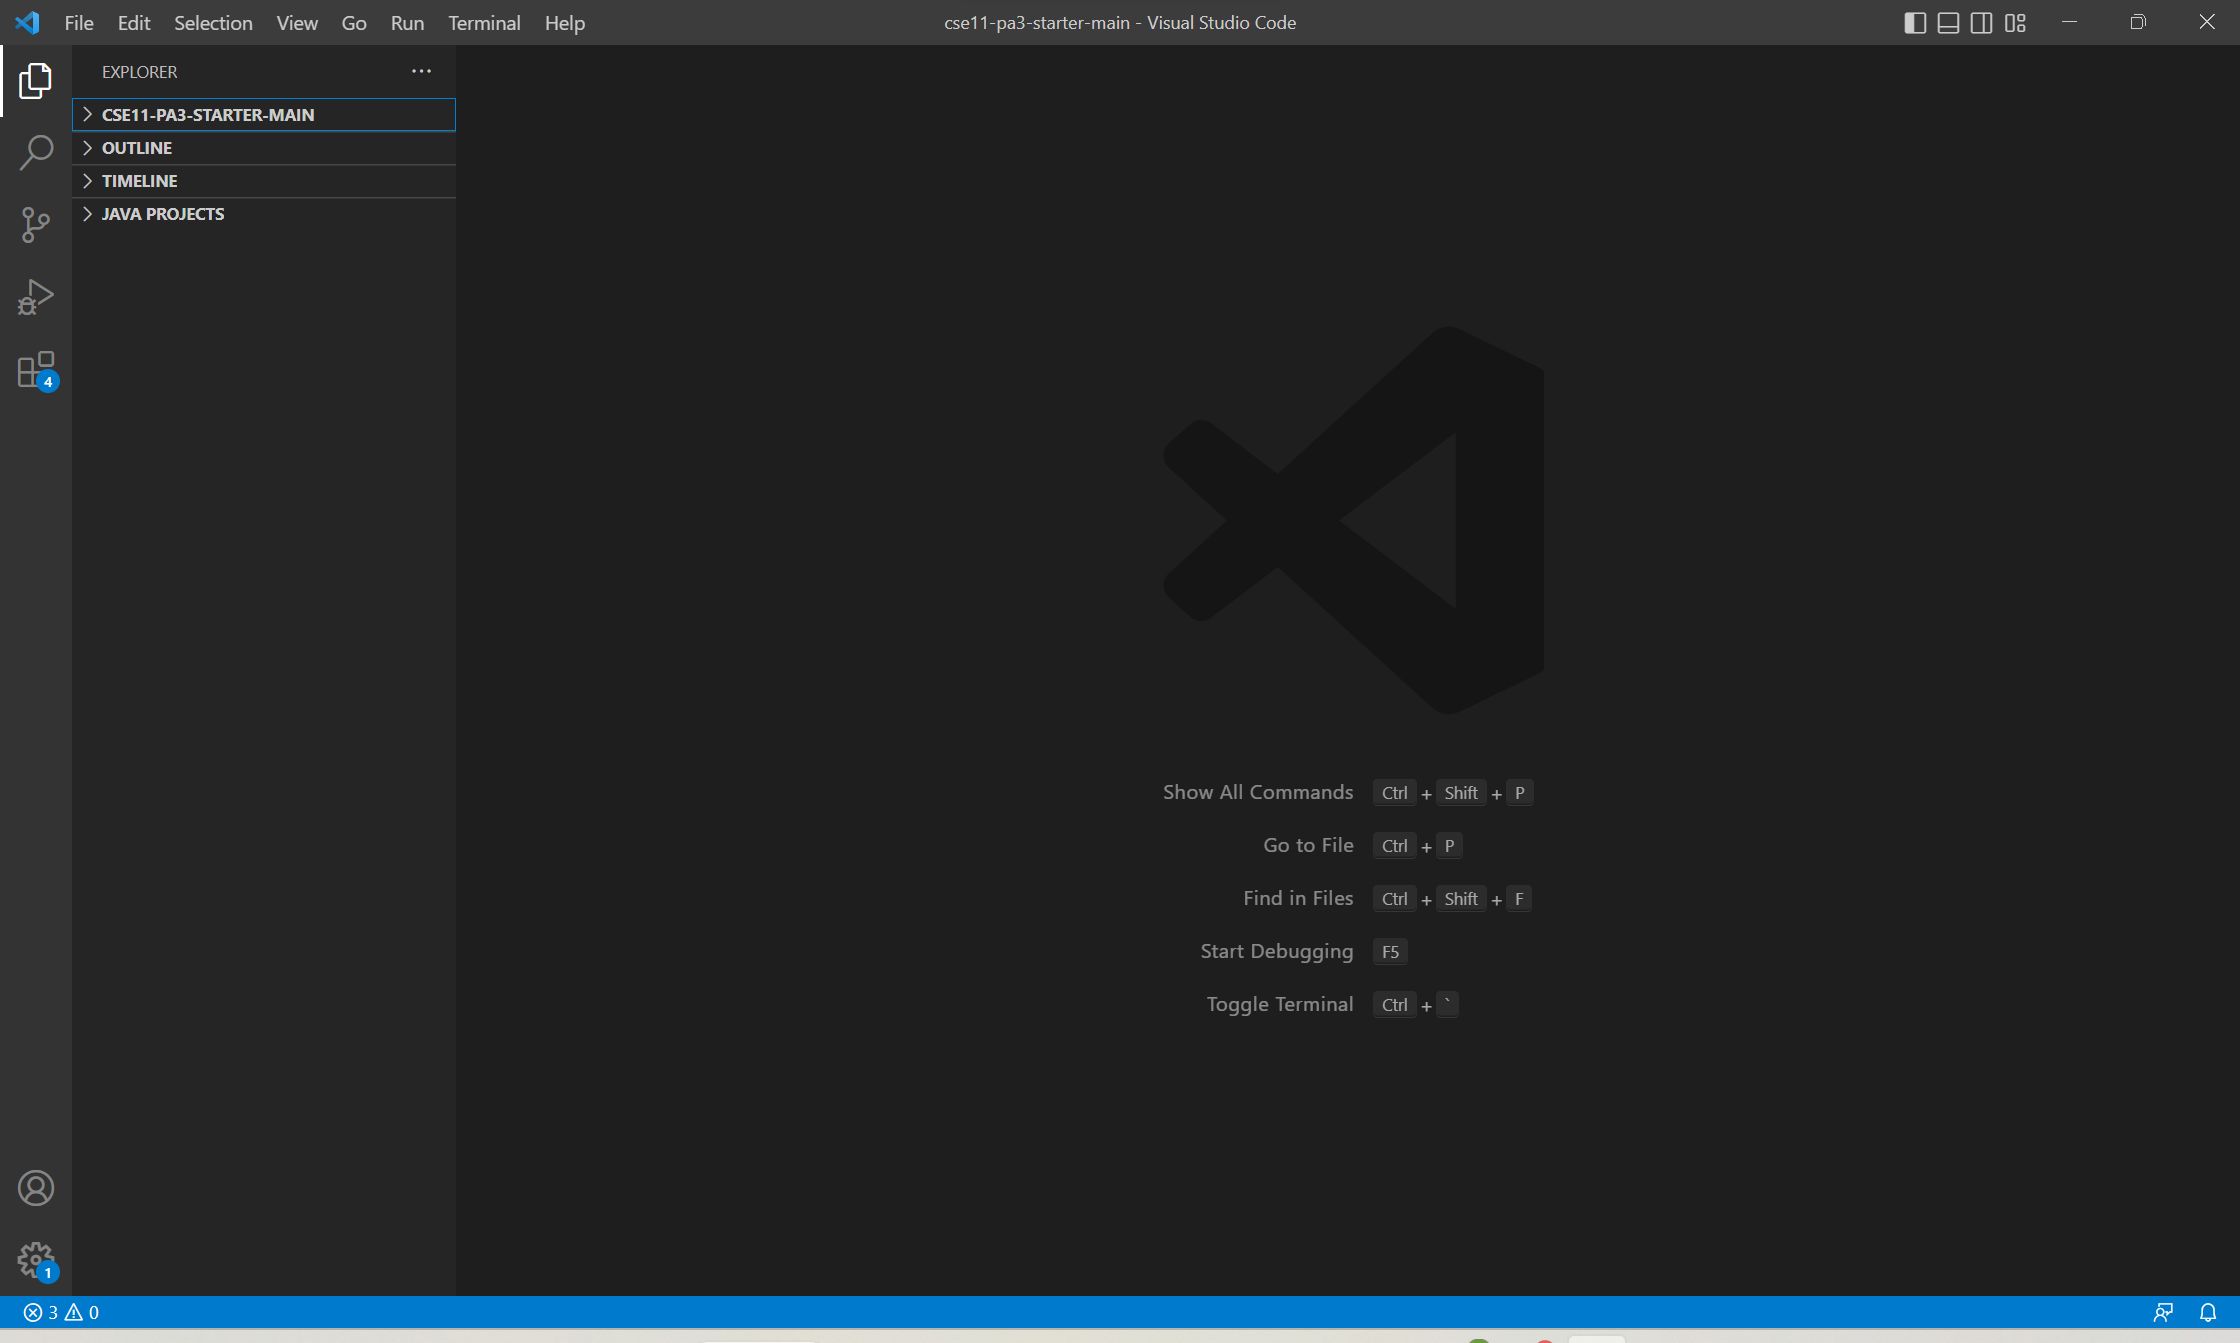 File Edit Selection View Go Run Terminal Help
cse11-pa3-starter-main - Visual Studio Code
EXPLORER
CSE11-PA3-STARTER-MAIN
OUTLINE
TIMELINE
JAVA PROJECTS
4
Show All Commands Ctrl + Shift + P
Go to File Ctrl + P
Find in Files Ctrl + Shift + F
Start Debugging F5
Toggle Terminal Ctrl + `
1
3 0